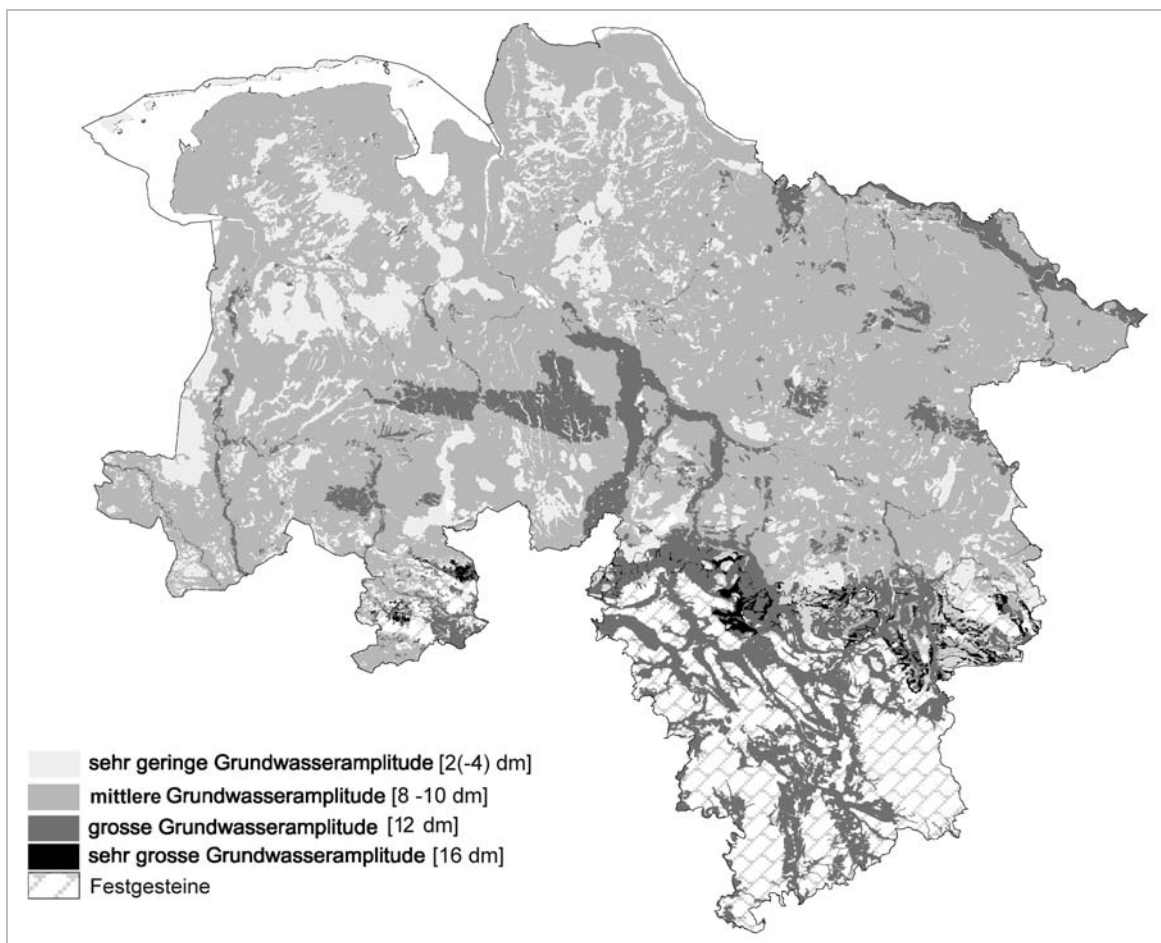 sehr geringe Grundwasseramplitude [2(-4) dm]
mittlere Grundwasseramplitude [8 -10 dm]
grosse Grundwasseramplitude [12 dm]
sehr grosse Grundwasseramplitude [16 dm]
Festgesteine